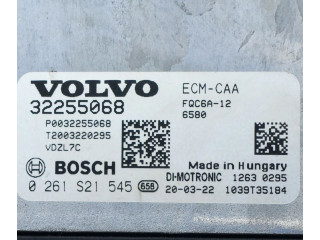 VOLVO
32255068
P0032255068
T2003220295
VDZL7C
ECM-CAA
FQC6A-12
6580
BOSCH
Made in Hungary
DI-MOTRONIC 1263 0295
0 261 S21 545 658
20-03-22 1039T35184